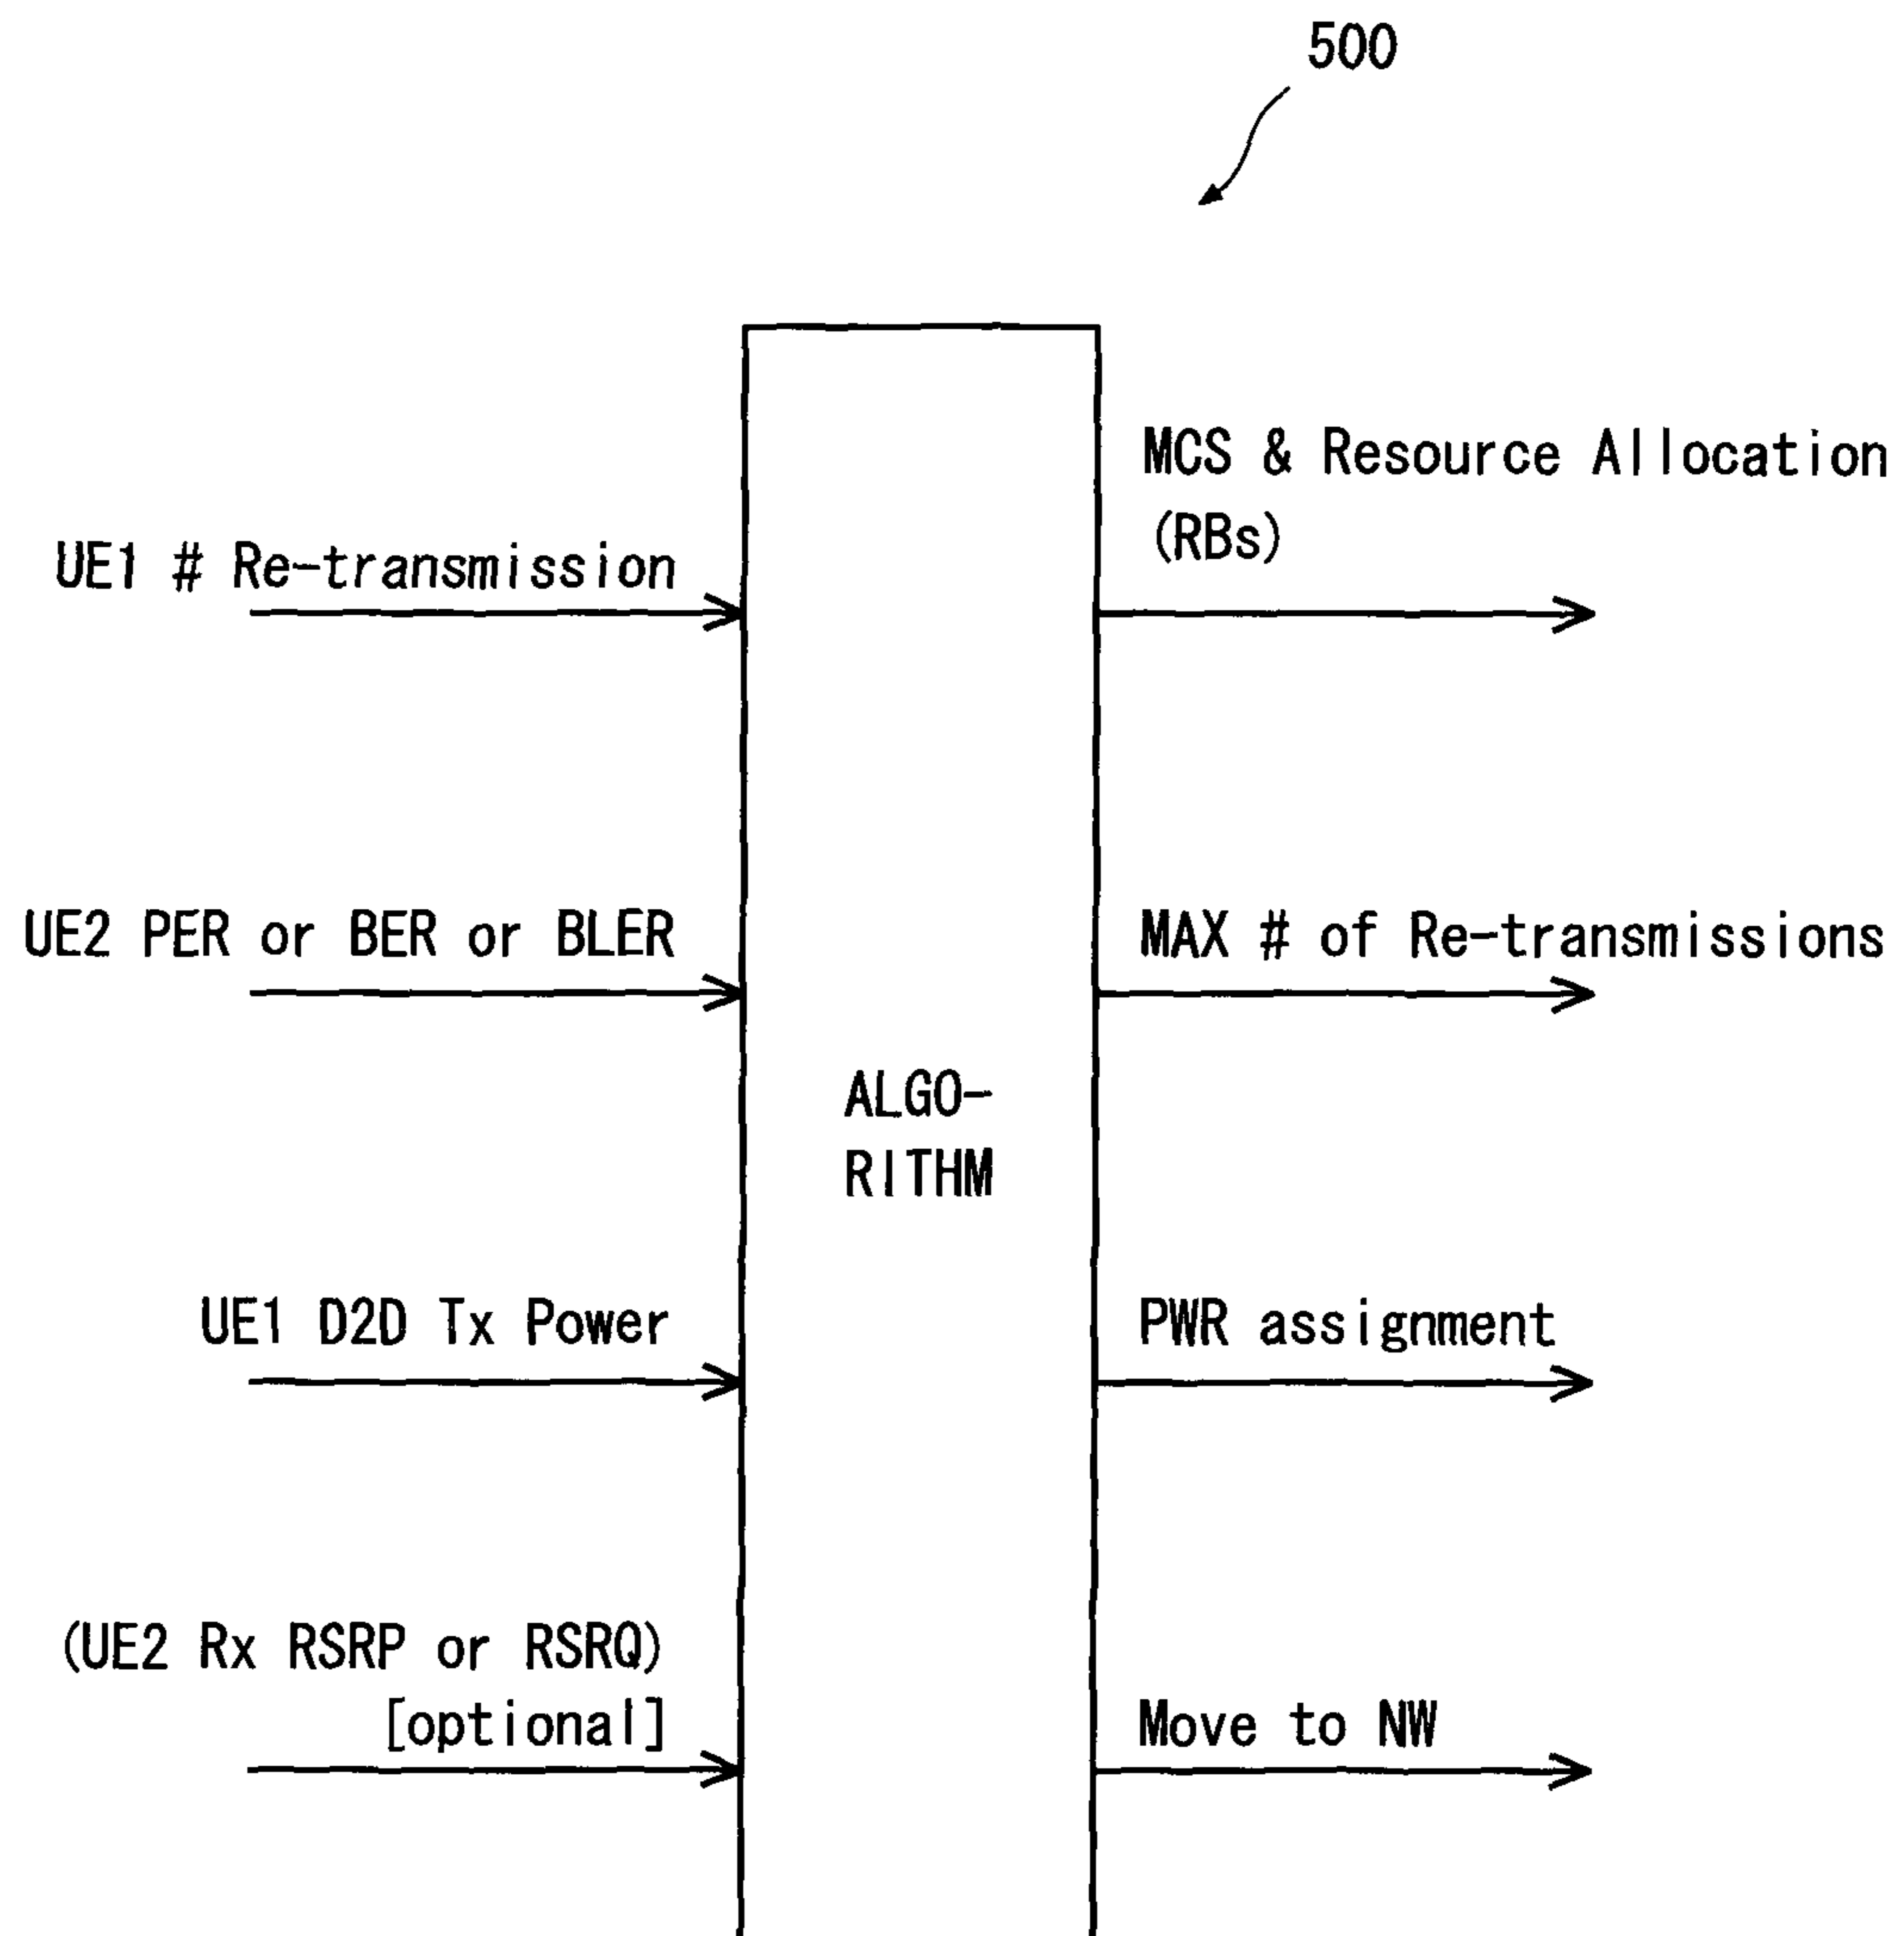 500
MCS & Resource Allocation
(RBs)
UE1 # Re-transmission
UE2 PER or BER or BLER
MAX # of Re-transmissions
ALGO-
RITHM
UE1 D2D Tx Power
PWR assignment
(UE2 Rx RSRP or RSRQ)
[optional]
Move to NW